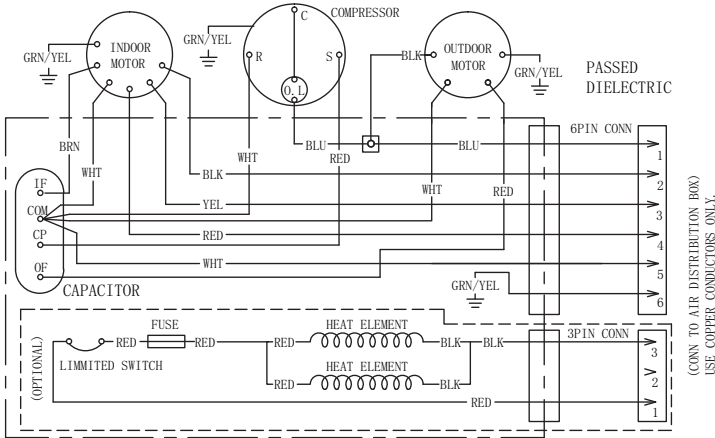 COMPRESSOR
C
GRN/YEL
INDOOR
MOTOR
GRN/YEL
R
S
O.L
BLK
OUTDOOR
MOTOR
GRN/YEL
PASSED
DIELECTRIC
6PIN CONN
BRN
BLU
BLU
1
WHT
WHT
RED
BLK
2
IF
WHT
RED
YEL
3
COM
RED
4
CP
WHT
5
OF
GRN/YEL
6
CAPACITOR
(CONN TO AIR DISTRIBUTION BOX)
USE COPPER CONDUCTORS ONLY.
(OPTIONAL)
FUSE
HEAT ELEMENT
3PIN CONN
RED
RED
RED
BLK
BLK
3
LIMMITED SWITCH
HEAT ELEMENT
2
RED
BLK
RED
1